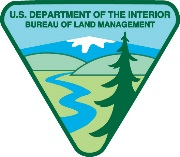 U.S. DEPARTMENT OF THE INTERIOR
BUREAU OF LAND MANAGEMENT